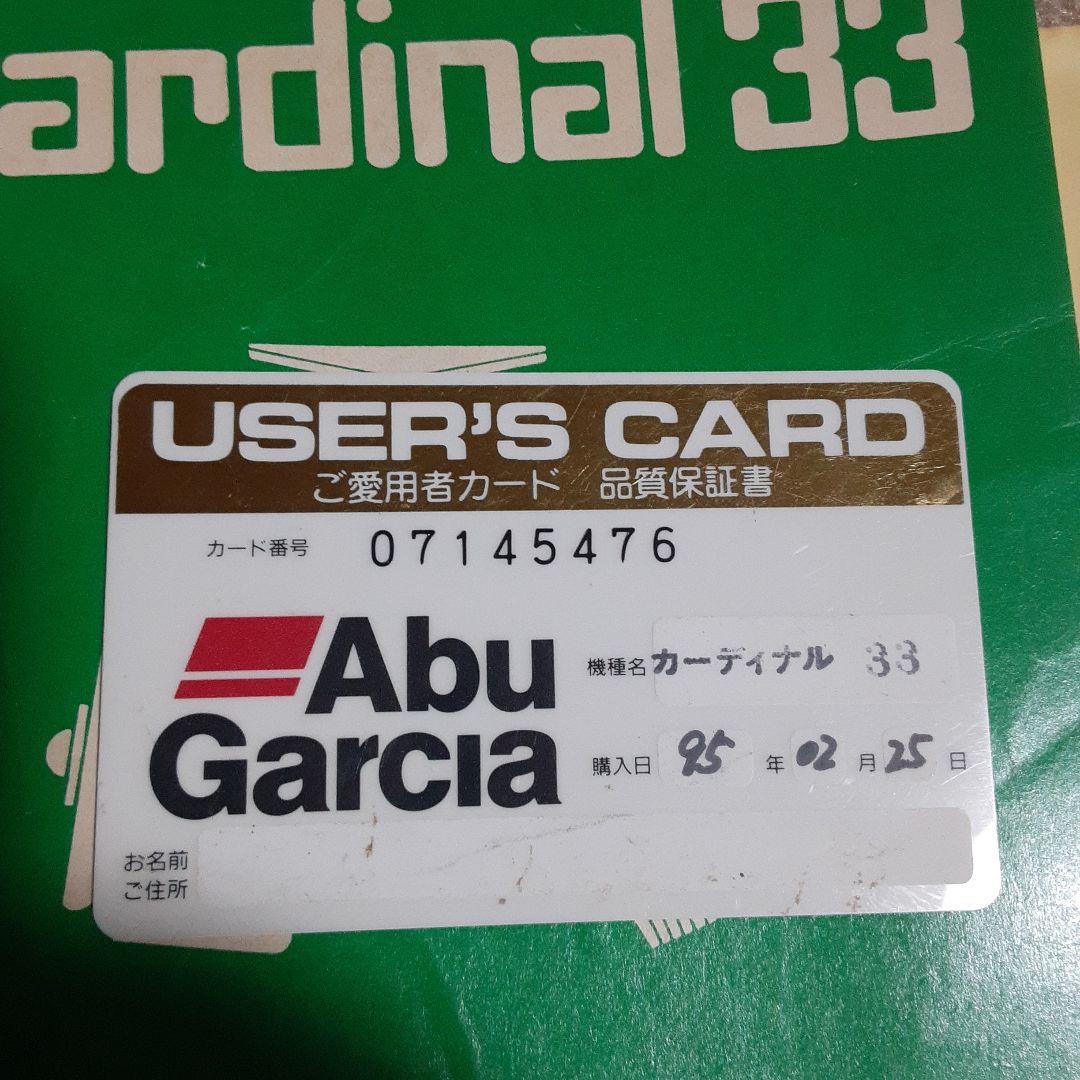 ardinal 33
USER'S CARD
ご愛用者カード 品質保証書
カード番号 07145476
Abu
Garcia
機種名 カーディナル 33
購入日 95 年 02 月 25 日
お名前
ご住所